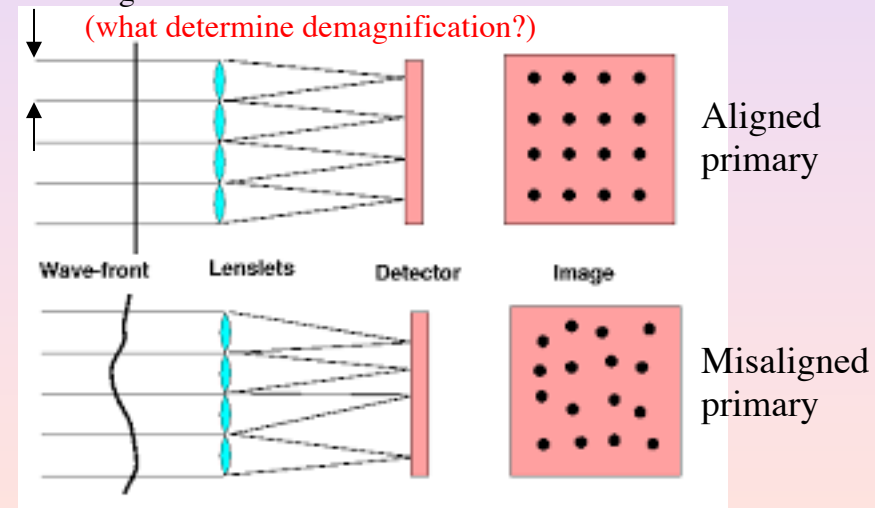 (what determine demagnification?)
Aligned
primary
Wave-front Lenslets Detector Image
Misaligned
primary